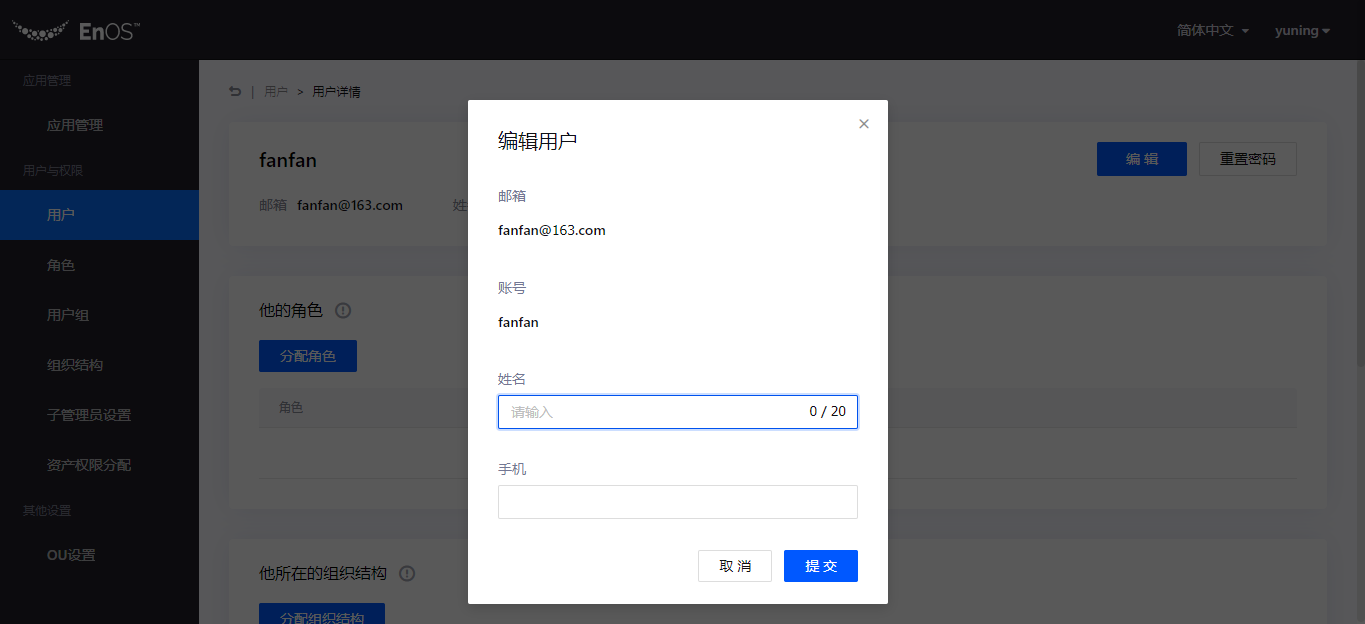 EnOS™
简体中文
yuning
应用管理
应用管理
用户与权限
用户
角色
用户组
组织结构
子管理员设置
资产权限分配
其他设置
OU设置
| 用户 > 用户详情
fanfan
编 辑
重置密码
邮箱 fanfan@163.com 姓
他的角色
分配角色
角色
他所在的组织结构
分配组织结构
编辑用户
×
邮箱
fanfan@163.com
账号
fanfan
姓名
请输入 0 / 20
手机
取 消
提 交